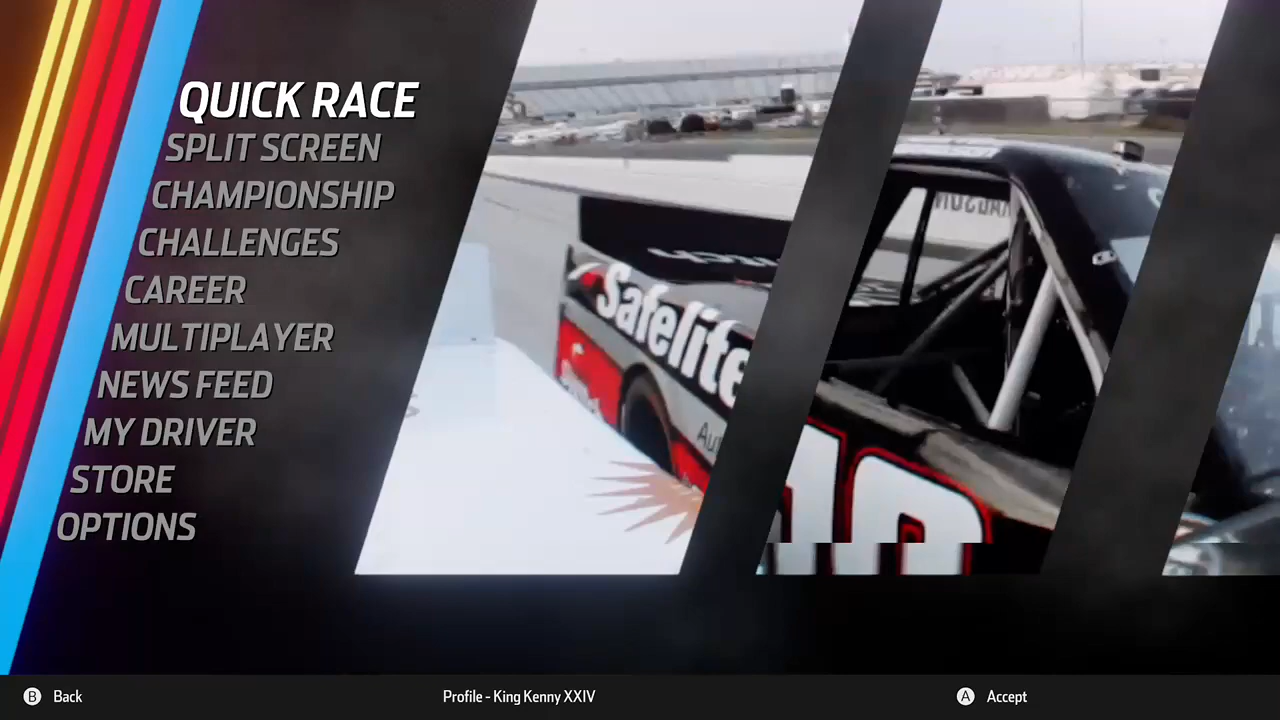 QUICK RACE
SPLIT SCREEN
CHAMPIONSHIP
CHALLENGES
CAREER
MULTIPLAYER
NEWS FEED
MY DRIVER
STORE
OPTIONS
Safelite
B Back
Profile - King Kenny XXIV
A Accept